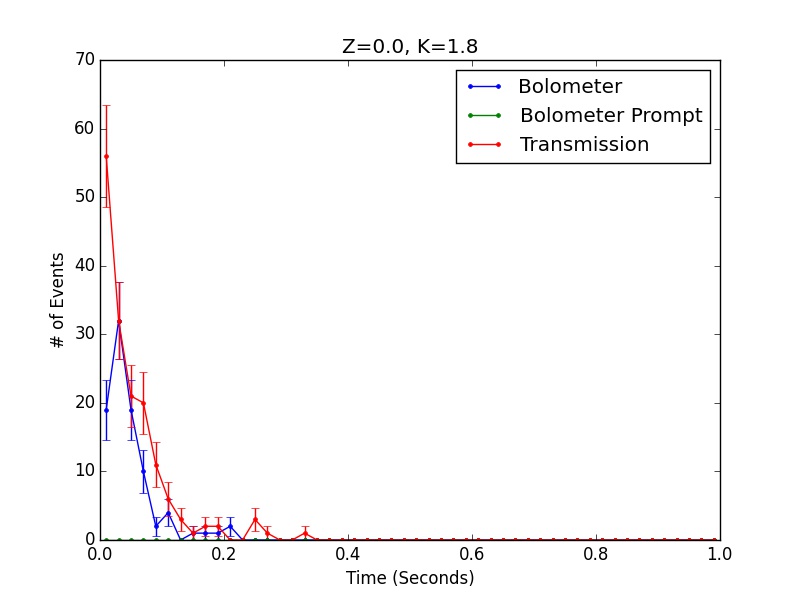 Z=0.0, K=1.8
Bolometer
Bolometer Prompt
Transmission
# of Events
70
60
50
40
30
20
10
0
0.0 0.2 0.4 0.6 0.8 1.0
Time (Seconds)